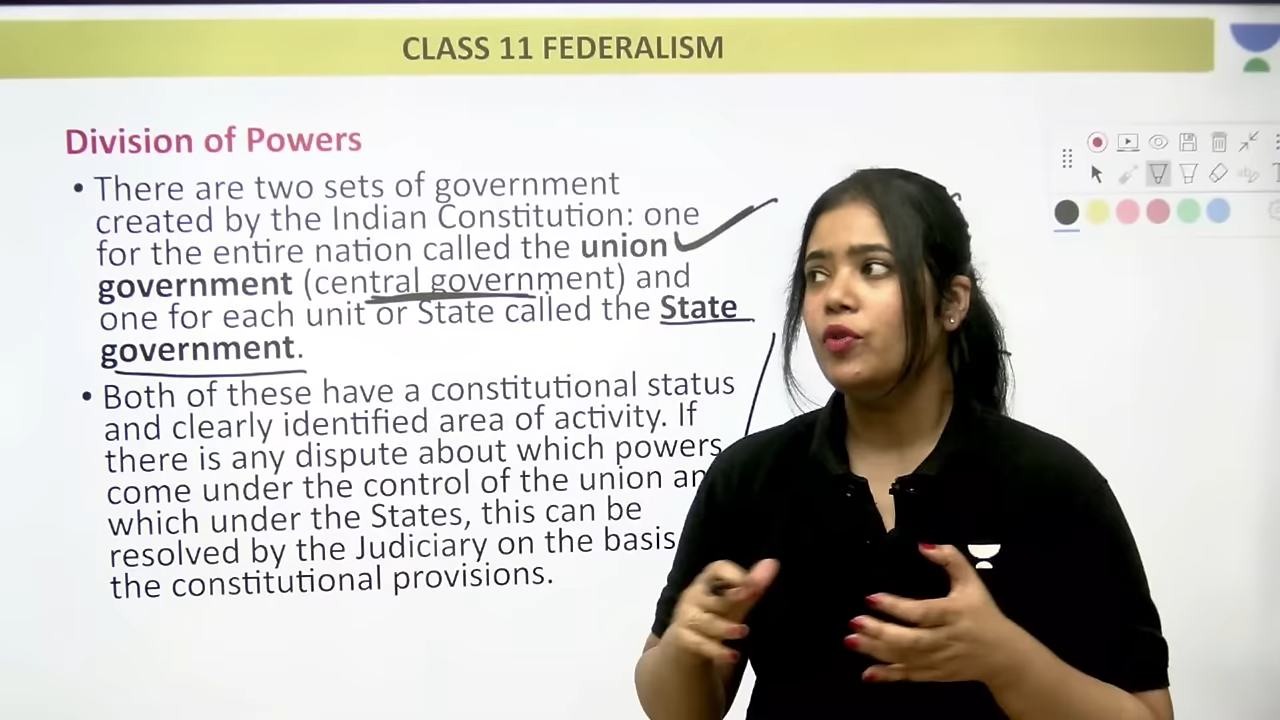 CLASS 11 FEDERALISM
Division of Powers
• There are two sets of government
created by the Indian Constitution: one
for the entire nation called the union
government (central government) and
one for each unit or State called the State
government.
• Both of these have a constitutional status
and clearly identified area of activity. If
there is any dispute about which powers
come under the control of the union an
which under the States, this can be
resolved by the Judiciary on the basis
the constitutional provisions.